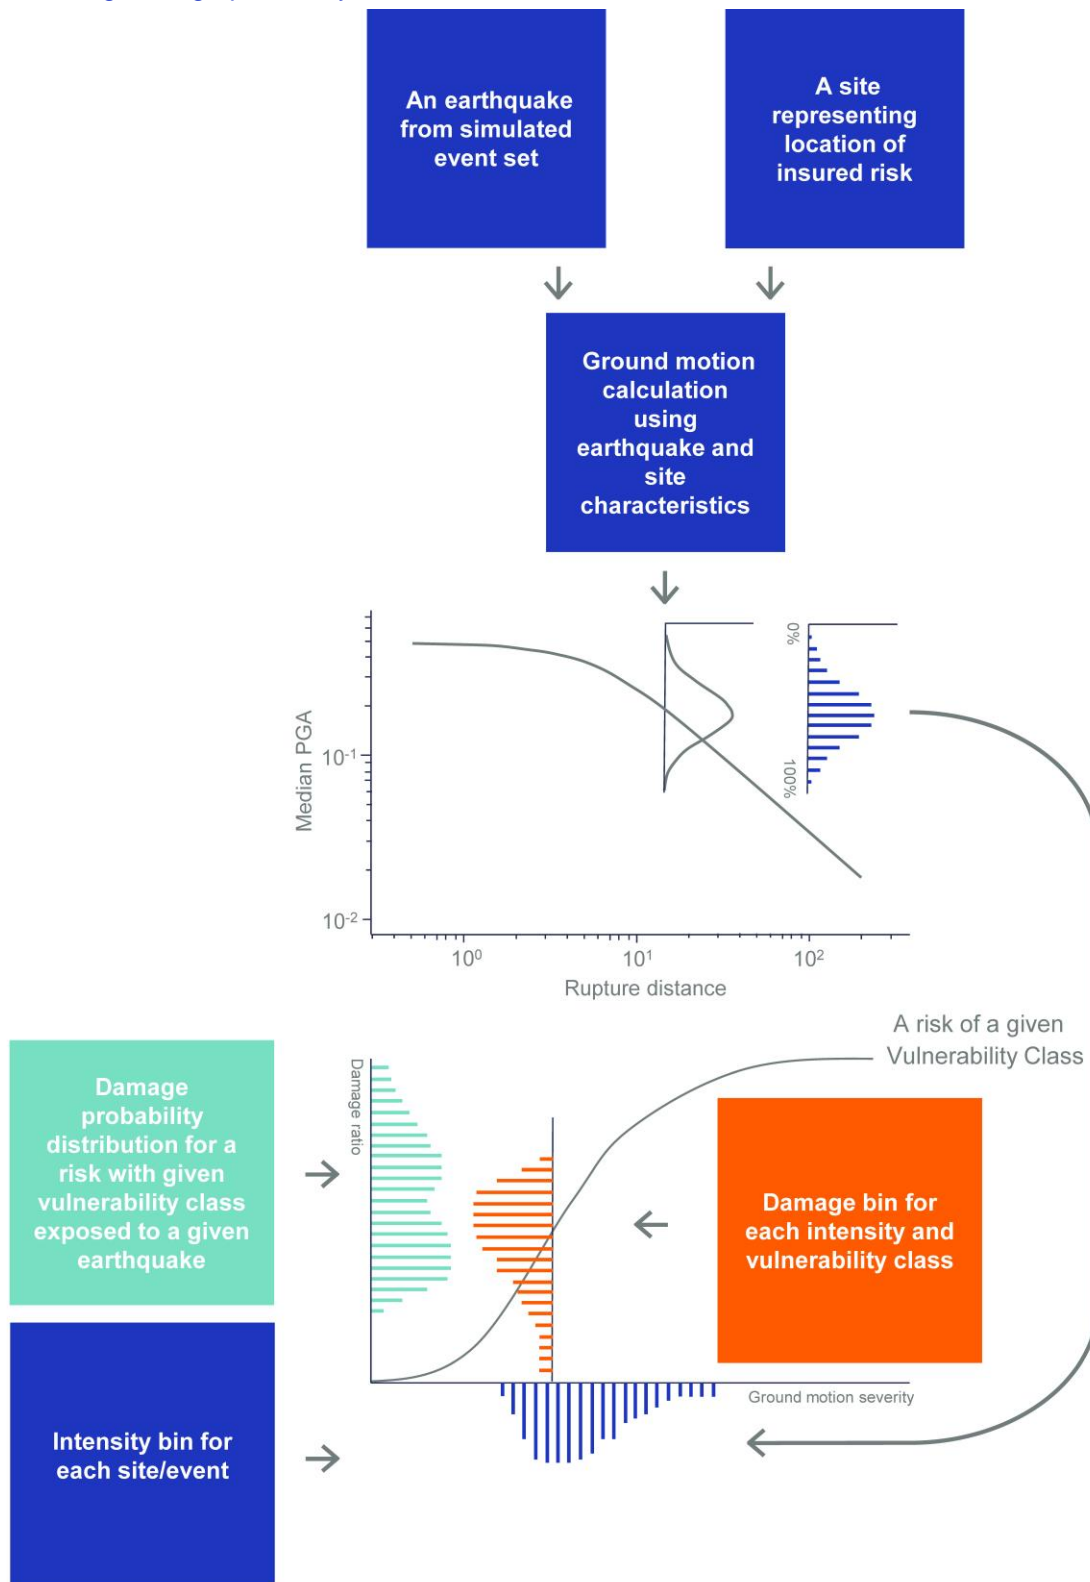 An earthquake
from simulated
event set
A site
representing
location of
insured risk
Ground motion
calculation
using
earthquake and
site
characteristics
Median PGA
10⁻¹
10⁻²
0%
100%
10⁰
10¹
10²
Rupture distance
A risk of a given
Vulnerability Class
Damage
probability
distribution for a
risk with given
vulnerability class
exposed to a given
earthquake
Damage ratio
Damage bin for
each intensity and
vulnerability class
Ground motion severity
Intensity bin for
each site/event